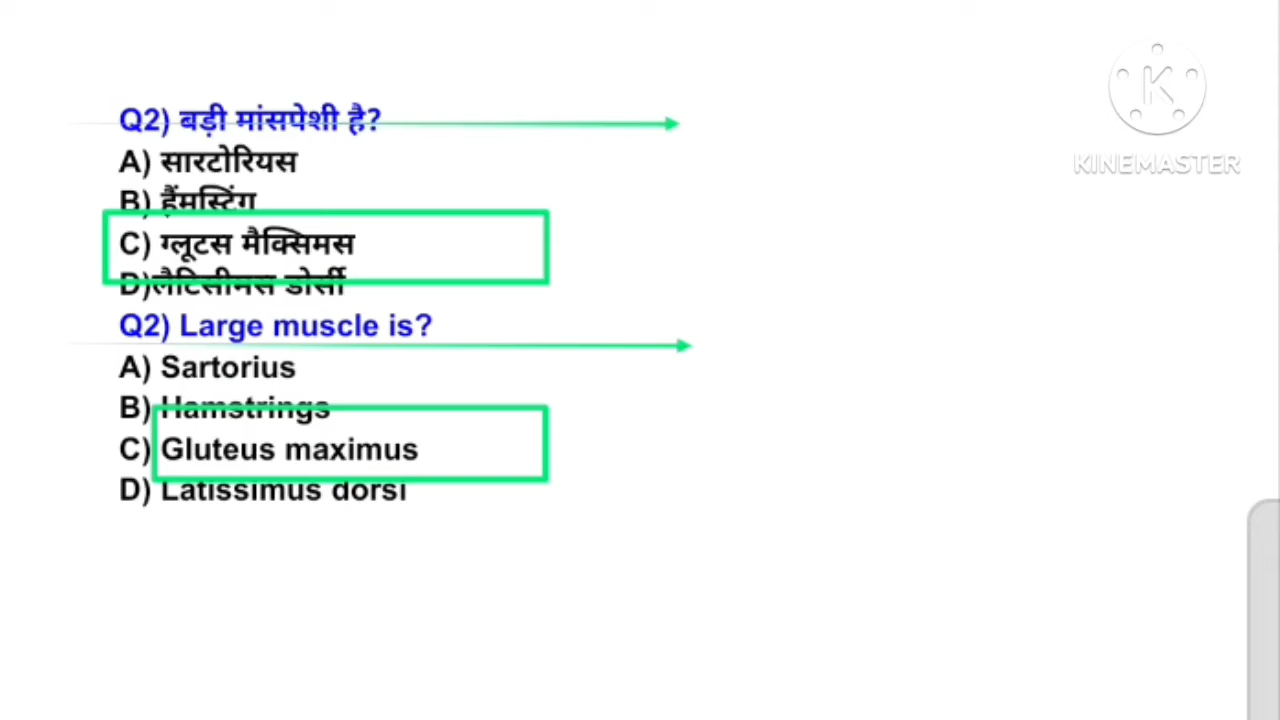 Q2) बड़ी मांसपेशी है?
A) सारटोरियस
B) हैंमस्टिंग
C) ग्लूटस मैक्सिमस
D)लैटिसीमस डोर्सी
Q2) Large muscle is?
A) Sartorius
B) Hamstrings
C) Gluteus maximus
D) Latissimus dorsi
K
KINEMASTER